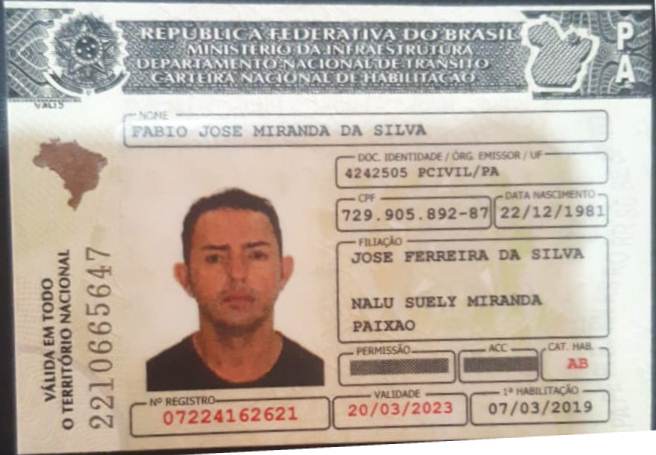 REPÚBLICA FEDERATIVA DO BRASIL
MINISTÉRIO DA INFRAESTRUTURA
DEPARTAMENTO NACIONAL DE TRÂNSITO
CARTEIRA NACIONAL DE HABILITAÇÃO
PA
NOME
FABIO JOSE MIRANDA DA SILVA
DOC. IDENTIDADE / ÓRG. EMISSOR / UF
4242505 PCIVIL/PA
CPF
729.905.892-87
DATA NASCIMENTO
22/12/1981
FILIAÇÃO
JOSE FERREIRA DA SILVA
NALU SUELY MIRANDA
PAIXAO
PERMISSÃO
ACC
CAT. HAB.
AB
Nº REGISTRO
07224162621
VALIDADE
20/03/2023
1ª HABILITAÇÃO
07/03/2019
VÁLIDA EM TODO
O TERRITÓRIO NACIONAL
2210665647